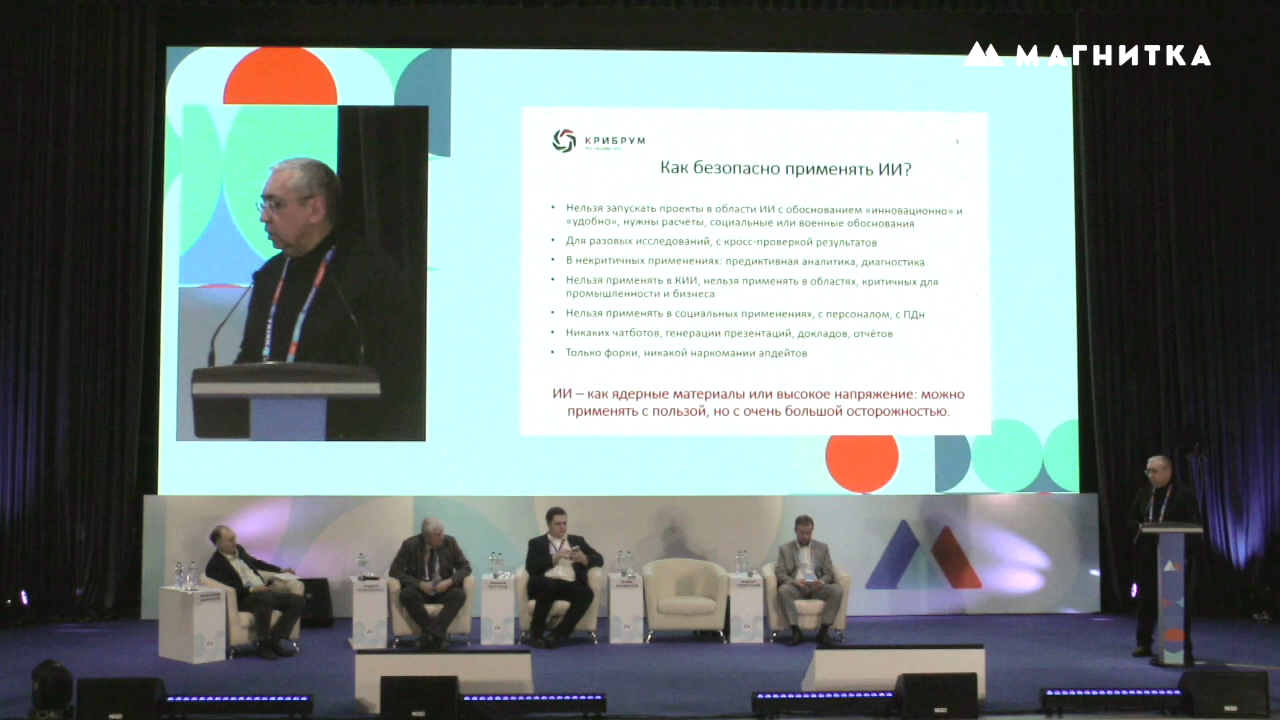 МАГНИТКА
КРИБРУМ
Как безопасно применять ИИ?
• Нельзя запускать проекты в области ИИ с обоснованием «инновационно» и
«удобно», нужны расчёты, социальные или военные обоснования
• Для разовых исследований, с кросс-проверкой результатов
• В некритичных применениях: предиктивная аналитика, диагностика
• Нельзя применять в КИИ, нельзя применять в областях, критичных для
промышленности и бизнеса
• Нельзя применять в социальных применениях, с персоналом, с ПДн
• Никаких чатботов, генерации презентаций, докладов, отчётов
• Только форки, никакой наркомании апдейтов
ИИ – как ядерные материалы или высокое напряжение: можно
применять с пользой, но с очень большой осторожностью.